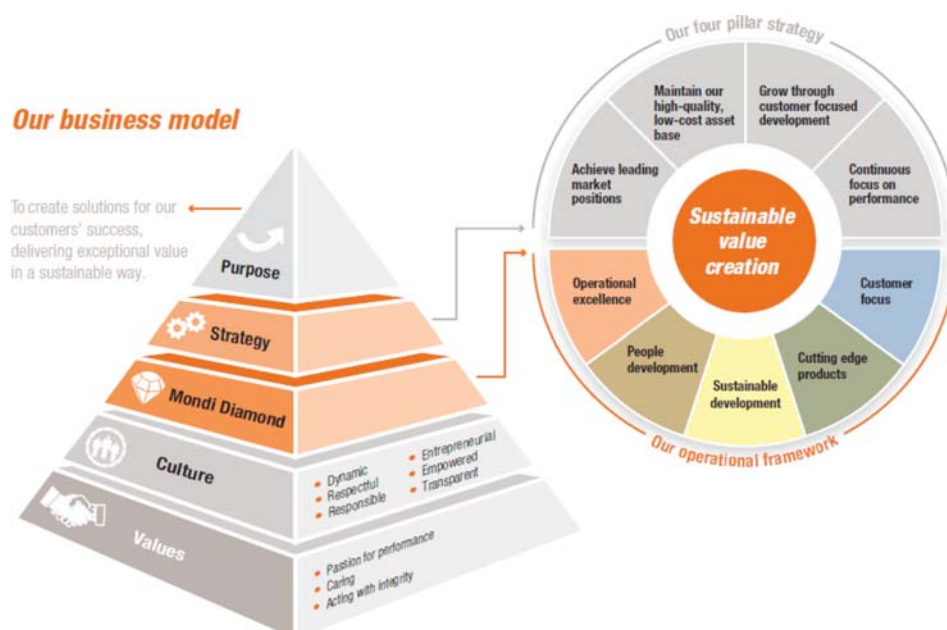 Our business model
To create solutions for our
customers' success,
delivering exceptional value
in a sustainable way.
Purpose
Strategy
Mondi Diamond
Culture
• Dynamic
• Respectful
• Responsible
• Entrepreneurial
• Empowered
• Transparent
Values
• Passion for performance
• Caring
• Acting with integrity
Our four pillar strategy
Achieve leading
market
positions
Maintain our
high-quality,
low-cost asset
base
Grow through
customer focused
development
Continuous
focus on
performance
Sustainable
value
creation
Operational
excellence
People
development
Sustainable
development
Cutting edge
products
Customer
focus
Our operational framework